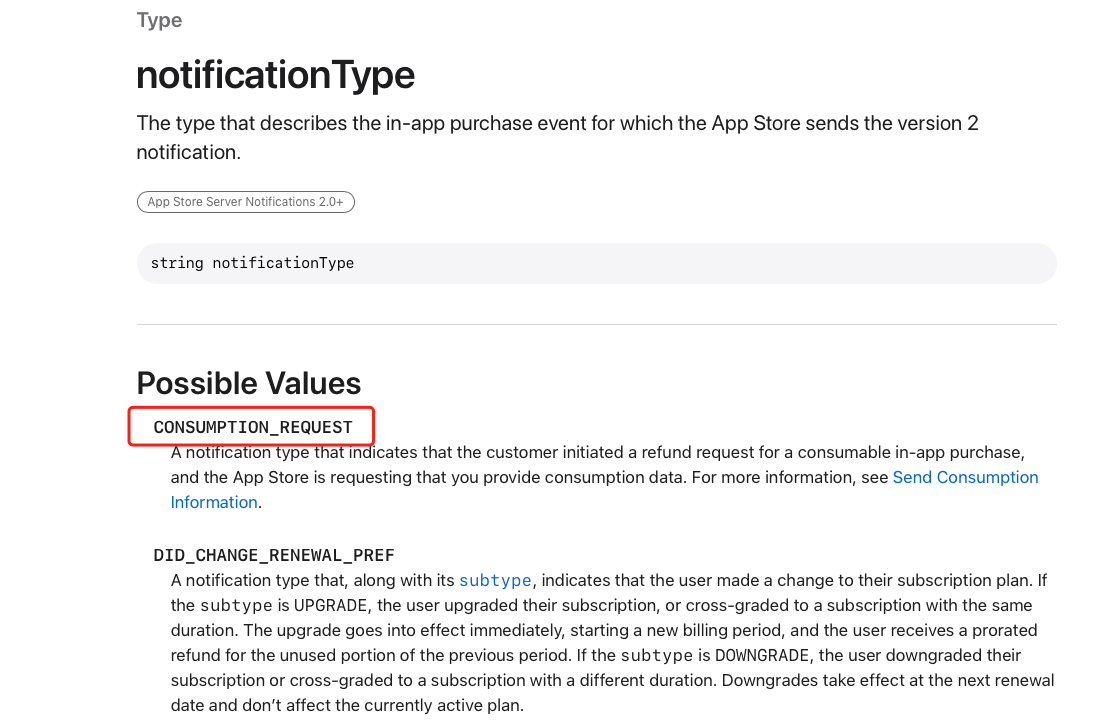 Type
notificationType
The type that describes the in-app purchase event for which the App Store sends the version 2
notification.
App Store Server Notifications 2.0+
string notificationType
Possible Values
CONSUMPTION_REQUEST
A notification type that indicates that the customer initiated a refund request for a consumable in-app purchase,
and the App Store is requesting that you provide consumption data. For more information, see Send Consumption
Information.
DID_CHANGE_RENEWAL_PREF
A notification type that, along with its subtype, indicates that the user made a change to their subscription plan. If
the subtype is UPGRADE, the user upgraded their subscription, or cross-graded to a subscription with the same
duration. The upgrade goes into effect immediately, starting a new billing period, and the user receives a prorated
refund for the unused portion of the previous period. If the subtype is DOWNGRADE, the user downgraded their
subscription or cross-graded to a subscription with a different duration. Downgrades take effect at the next renewal
date and don’t affect the currently active plan.